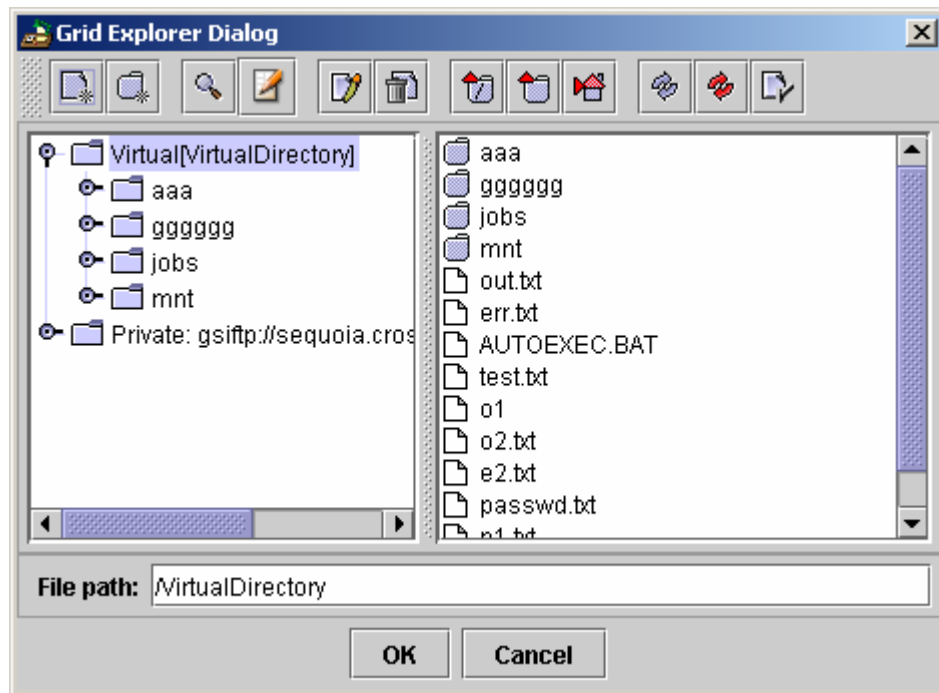 Grid Explorer Dialog
Virtual[VirtualDirectory]
aaa
gggggg
jobs
mnt
Private: gsiftp://sequoia.cros
aaa
gggggg
jobs
mnt
out.txt
err.txt
AUTOEXEC.BAT
test.txt
o1
o2.txt
e2.txt
passwd.txt
File path: /VirtualDirectory
OK Cancel